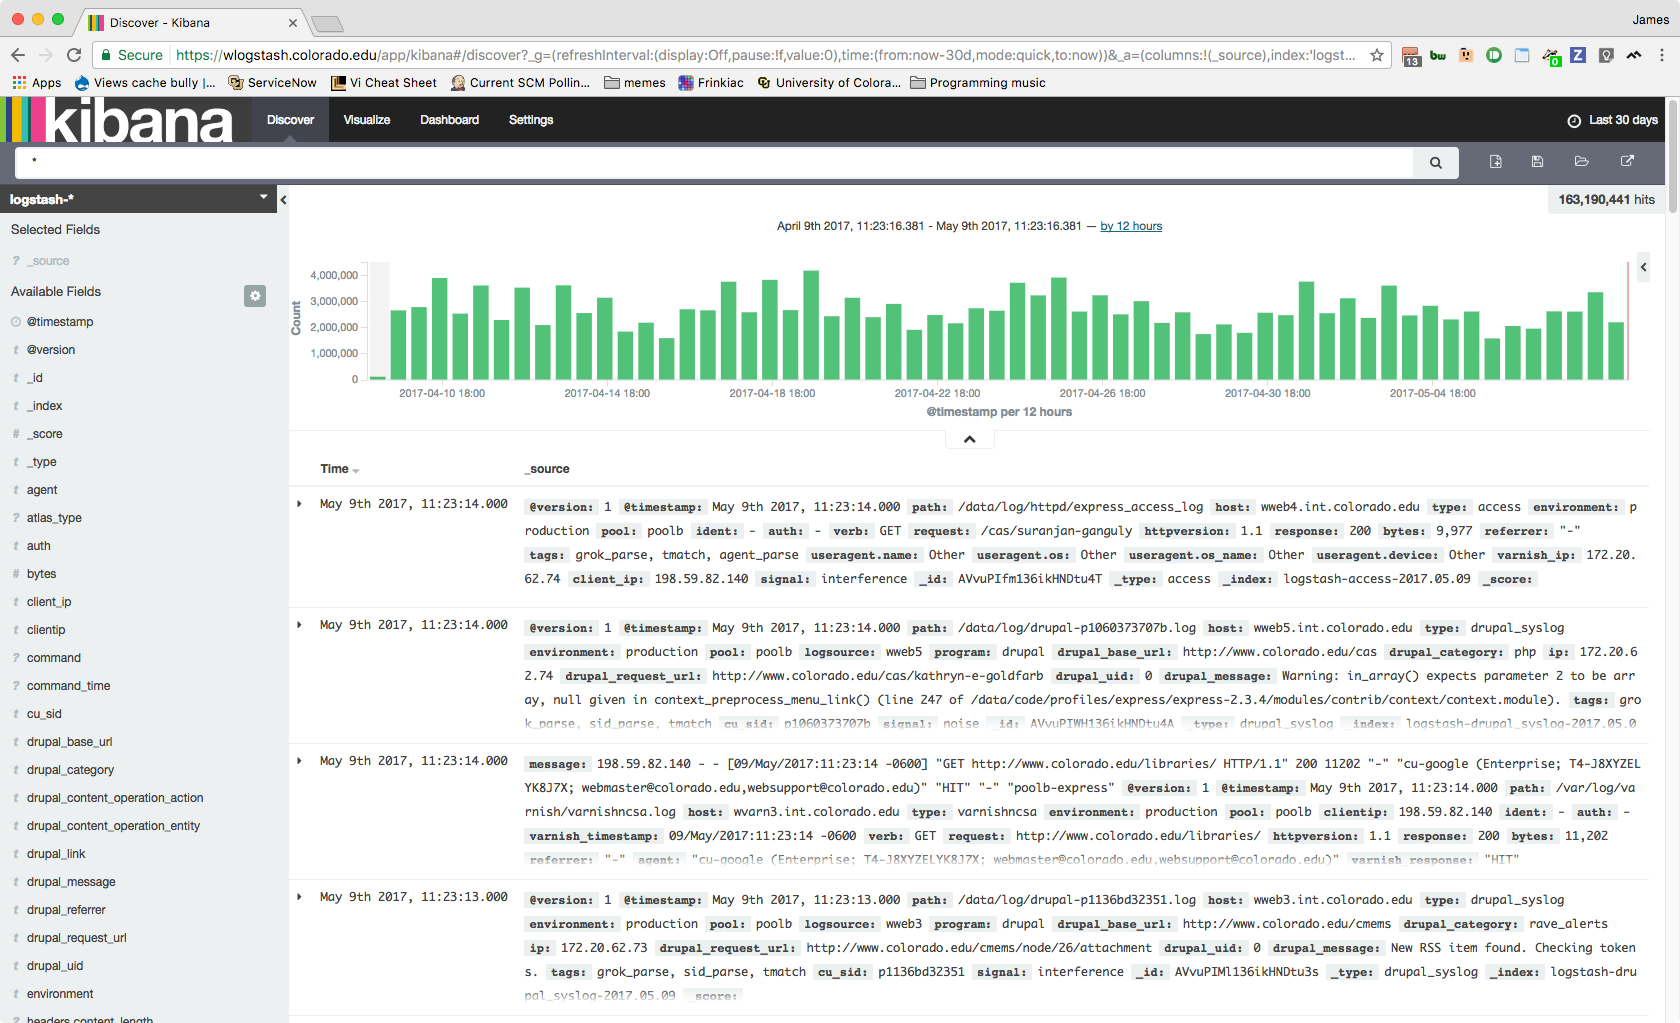 Discover - Kibana
James
Secure https://wlogstash.colorado.edu/app/kibana#/discover?_g=(refreshInterval:(display:Off,pause:!f,value:0),time:(from:now-30d,mode:quick,to:now))&_a=(columns:!(_source),index:'logst...
13
bw
0
Z
Apps Views cache bully |... ServiceNow Vi Cheat Sheet Current SCM Pollin... memes Frinkiac University of Colora... Programming music
kibana Discover Visualize Dashboard Settings Last 30 days
*
logstash-*
163,190,441 hits
Selected Fields
? _source
Available Fields
@timestamp
t @version
t _id
t _index
# _score
t _type
t agent
? atlas_type
t auth
# bytes
t client_ip
t clientip
? command
? command_time
t cu_sid
t drupal_base_url
t drupal_category
t drupal_content_operation_action
t drupal_content_operation_entity
t drupal_link
t drupal_message
t drupal_referrer
t drupal_request_url
t drupal_uid
t environment
? headers.content_length
April 9th 2017, 11:23:16.381 - May 9th 2017, 11:23:16.381 — by 12 hours
Count
4,000,000
3,000,000
2,000,000
1,000,000
0
2017-04-10 18:00 2017-04-14 18:00 2017-04-18 18:00 2017-04-22 18:00 2017-04-26 18:00 2017-04-30 18:00 2017-05-04 18:00
@timestamp per 12 hours
Time _source
May 9th 2017, 11:23:14.000 @version: 1 @timestamp: May 9th 2017, 11:23:14.000 path: /data/log/httpd/express_access_log host: wweb4.int.colorado.edu type: access environment: p
roduction pool: poolb ident: - auth: - verb: GET request: /cas/suranjan-ganguly httpversion: 1.1 response: 200 bytes: 9,977 referrer: "-"
tags: grok_parse, tmatch, agent_parse useragent.name: Other useragent.os: Other useragent.os_name: Other useragent.device: Other varnish_ip: 172.20.
62.74 client_ip: 198.59.82.140 signal: interference _id: AVvuPIfm136ikHNDtu4T _type: access _index: logstash-access-2017.05.09 _score:
May 9th 2017, 11:23:14.000 @version: 1 @timestamp: May 9th 2017, 11:23:14.000 path: /data/log/drupal-p1060373707b.log host: wweb5.int.colorado.edu type: drupal_syslog
environment: production pool: poolb logsource: wweb5 program: drupal drupal_base_url: http://www.colorado.edu/cas drupal_category: php ip: 172.20.6
2.74 drupal_request_url: http://www.colorado.edu/cas/kathryn-e-goldfarb drupal_uid: 0 drupal_message: Warning: in_array() expects parameter 2 to be arr
ay, null given in context_preprocess_menu_link() (line 247 of /data/code/profiles/express/express-2.3.4/modules/contrib/context/context.module). tags: gro
k_parse, sid_parse, tmatch cu_sid: p1060373707b signal: noise _id: AVvuPIWH136ikHNDtu4A _type: drupal_syslog _index: logstash-drupal_syslog-2017.05.0
May 9th 2017, 11:23:14.000 message: 198.59.82.140 - - [09/May/2017:11:23:14 -0600] "GET http://www.colorado.edu/libraries/ HTTP/1.1" 200 11202 "-" "cu-google (Enterprise; T4-J8XYZEL
YK8J7X; webmaster@colorado.edu,websupport@colorado.edu)" "HIT" "-" "poolb-express" @version: 1 @timestamp: May 9th 2017, 11:23:14.000 path: /var/log/va
rnish/varnishncsa.log host: wvarn3.int.colorado.edu type: varnishncsa environment: production pool: poolb clientip: 198.59.82.140 ident: - auth: -
varnish_timestamp: 09/May/2017:11:23:14 -0600 verb: GET request: http://www.colorado.edu/libraries/ httpversion: 1.1 response: 200 bytes: 11,202
referrer: "-" agent: "cu-google (Enterprise; T4-J8XYZELYK8J7X; webmaster@colorado.edu,websupport@colorado.edu)" varnish_response: "HIT"
May 9th 2017, 11:23:13.000 @version: 1 @timestamp: May 9th 2017, 11:23:13.000 path: /data/log/drupal-p1136bd32351.log host: wweb3.int.colorado.edu type: drupal_syslog
environment: production pool: poolb logsource: wweb3 program: drupal drupal_base_url: http://www.colorado.edu/cmems drupal_category: rave_alerts
ip: 172.20.62.73 drupal_request_url: http://www.colorado.edu/cmems/node/26/attachment drupal_uid: 0 drupal_message: New RSS item found. Checking token
s. tags: grok_parse, sid_parse, tmatch cu_sid: p1136bd32351 signal: interference _id: AVvuPIMl136ikHNDtu3s _type: drupal_syslog _index: logstash-dru
pal_syslog-2017.05.09 _score: